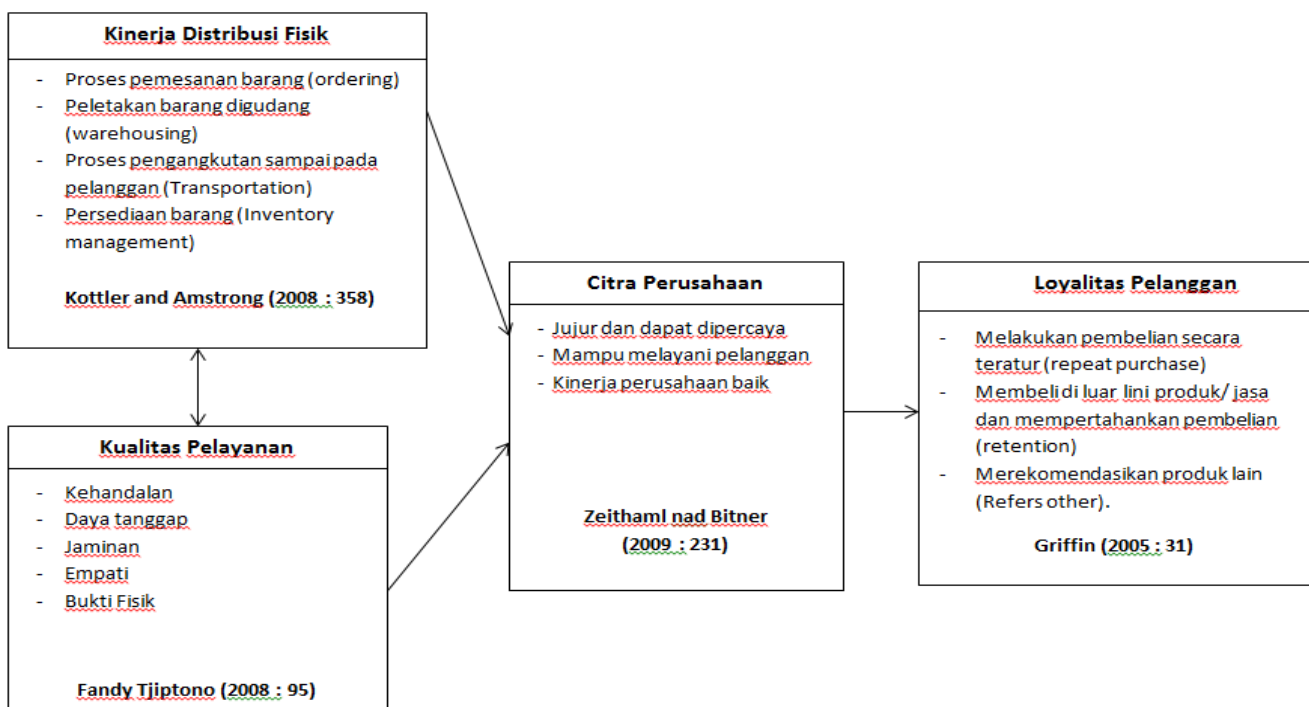 Kinerja Distribusi Fisik
- Proses pemesanan barang (ordering)
- Peletakan barang digudang
(warehousing)
- Proses pengangkutan sampai pada
pelanggan (Transportation)
- Persediaan barang (Inventory
management)
Kottler and Amstrong (2008 : 358)
Kualitas Pelayanan
- Kehandalan
- Daya tanggap
- Jaminan
- Empati
- Bukti Fisik
Fandy Tjiptono (2008 : 95)
Citra Perusahaan
- Jujur dan dapat dipercaya
- Mampu melayani pelanggan
- Kinerja perusahaan baik
Zeithaml nad Bitner
(2009 : 231)
Loyalitas Pelanggan
- Melakukan pembelian secara
teratur (repeat purchase)
- Membeli di luar lini produk/ jasa
dan mempertahankan pembelian
(retention)
- Merekomendasikan produk lain
(Refers other).
Griffin (2005 : 31)